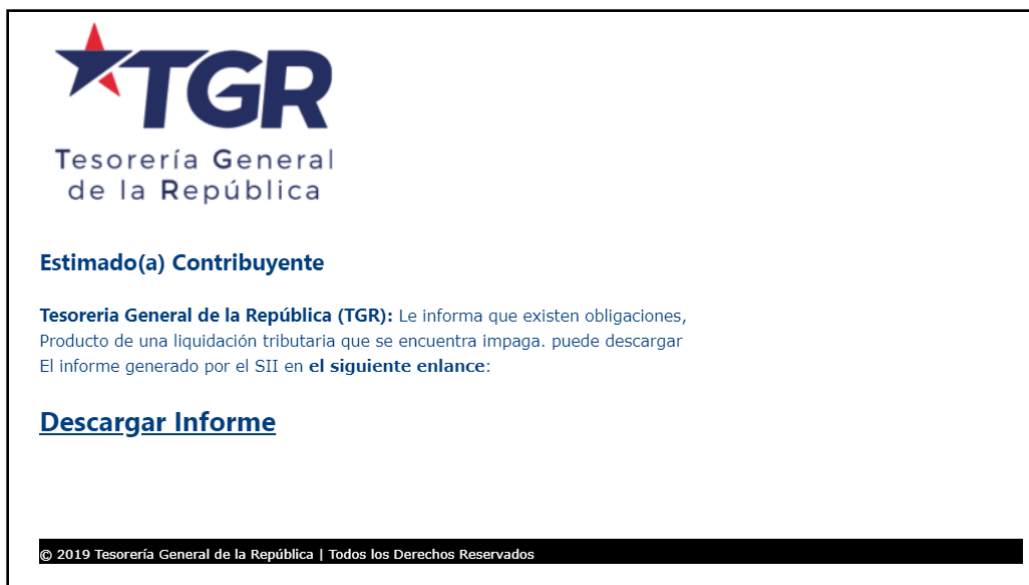 TGR
Tesorería General
de la República
Estimado(a) Contribuyente
Tesoreria General de la República (TGR): Le informa que existen obligaciones,
Producto de una liquidación tributaria que se encuentra impaga. puede descargar
El informe generado por el SII en el siguiente enlance:
Descargar Informe
© 2019 Tesorería General de la República | Todos los Derechos Reservados